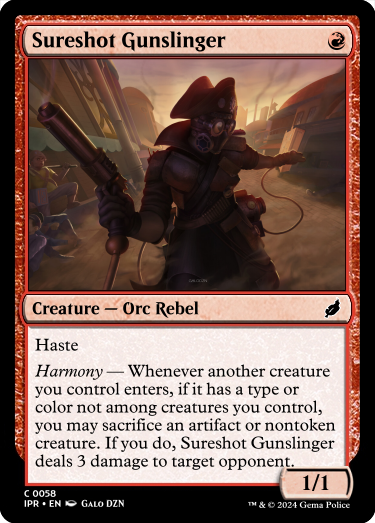 Sureshot Gunslinger
Creature — Orc Rebel
Haste
Harmony — Whenever another creature
you control enters, if it has a type or
color not among creatures you control,
you may sacrifice an artifact or nontoken
creature. If you do, Sureshot Gunslinger
deals 3 damage to target opponent.
1/1
C 0058
IPR • EN GALO DZN
™ & © 2024 Gema Police